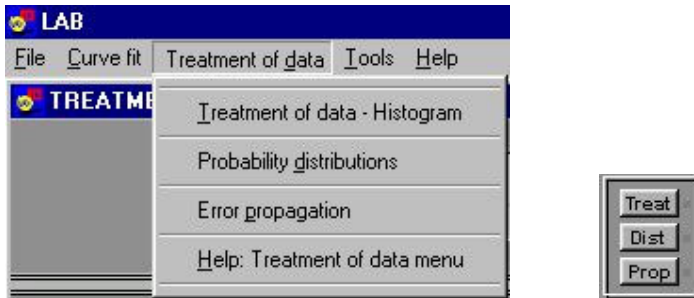 LAB
File Curve fit Treatment of data Tools Help
TREATME
Treatment of data - Histogram
Probability distributions
Error propagation
Help: Treatment of data menu
Treat
Dist
Prop